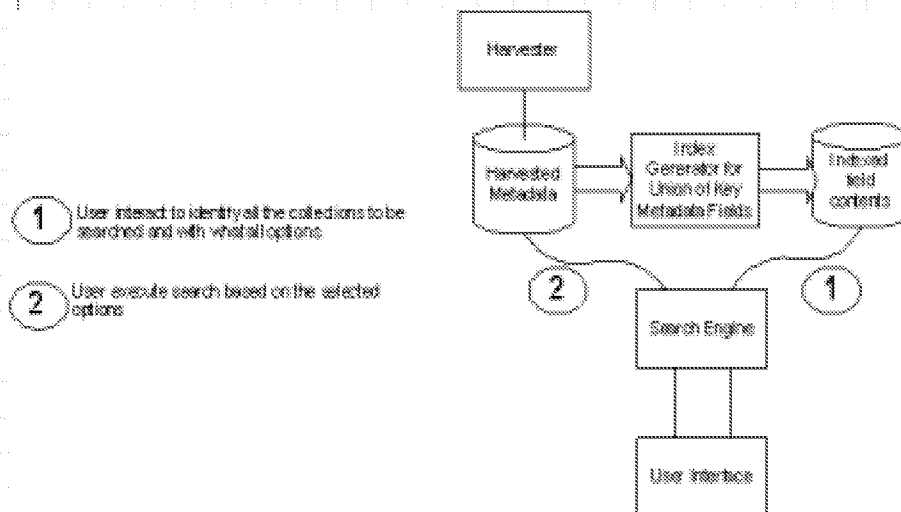 Harvester
Harvested
Metadata
Index
Generator for
Union of Key
Metadata Fields
Indexed
field
contents
1
User interact to identify all the collections to be
searched and with what all options
2
User execute search based on the selected
options
2
1
Search Engine
User Interface